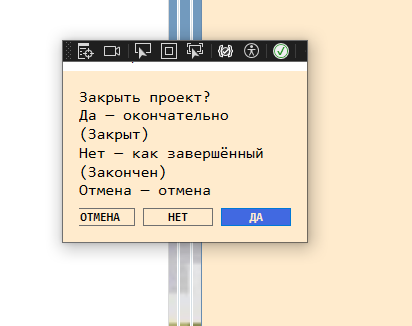 Закрыть проект?
Да — окончательно
(Закрыт)
Нет — как завершённый
(Закончен)
Отмена — отмена
ОТМЕНА НЕТ ДА